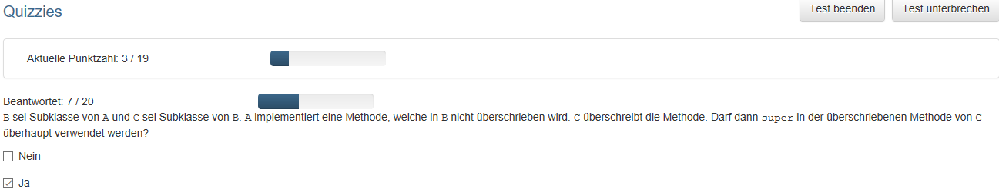 Quizzies
Test beenden
Test unterbrechen
Aktuelle Punktzahl: 3 / 19
Beantwortet: 7 / 20
B sei Subklasse von A und C sei Subklasse von B. A implementiert eine Methode, welche in B nicht überschrieben wird. C überschreibt die Methode. Darf dann super in der überschriebenen Methode von C
überhaupt verwendet werden?
Nein
Ja